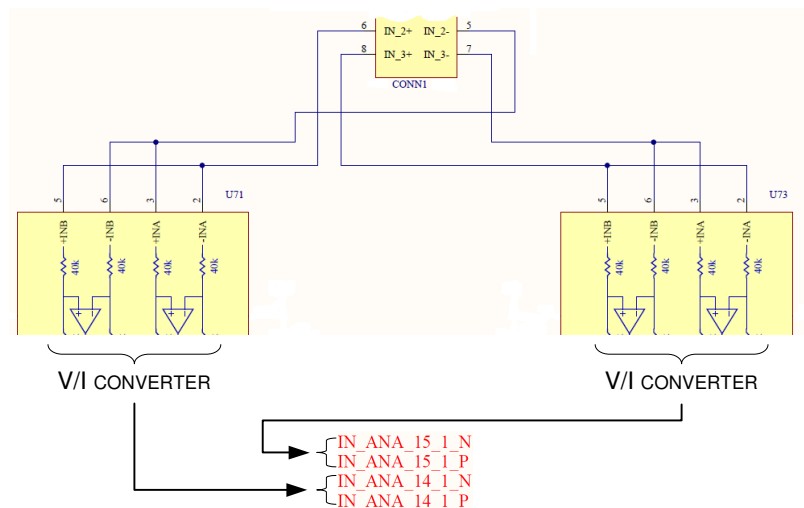 6 IN_2+ IN_2- 5
8 IN_3+ IN_3- 7
CONN1
5 6 3 2 U71
5 6 3 2 U73
+INB -INB +INA -INA
+INB -INB +INA -INA
40k 40k 40k 40k
40k 40k 40k 40k
+ - + -
+ - + -
V/I CONVERTER
V/I CONVERTER
IN_ANA_15_1_N
IN_ANA_15_1_P
IN_ANA_14_1_N
IN_ANA_14_1_P